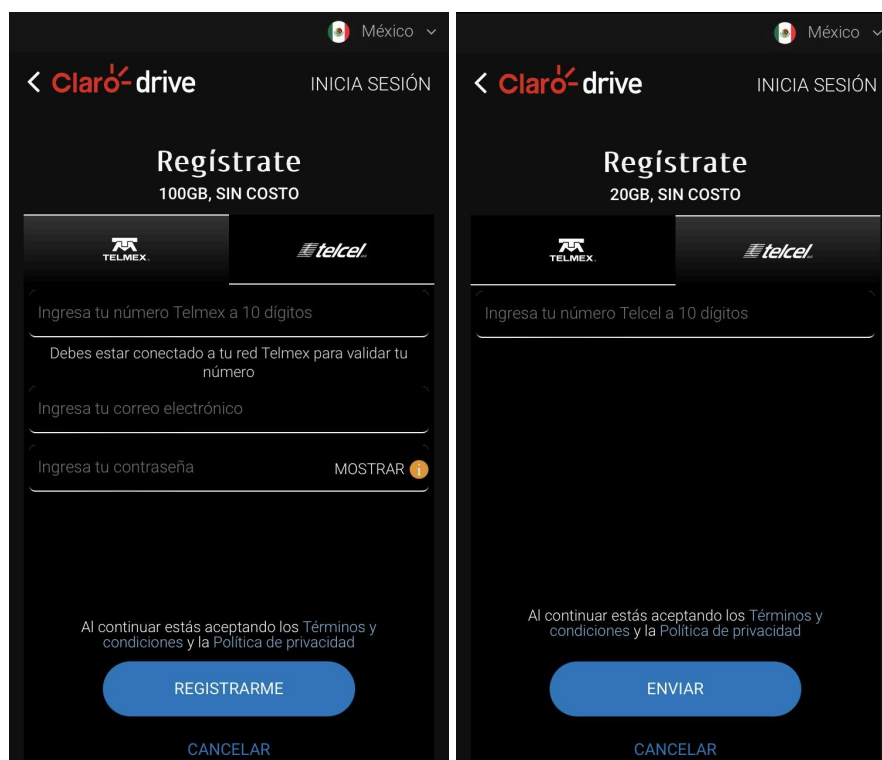 México
Claro drive
INICIA SESIÓN
Regístrate
100GB, SIN COSTO
TELMEX
telcel
Ingresa tu número Telmex a 10 dígitos
Debes estar conectado a tu red Telmex para validar tu
número
Ingresa tu correo electrónico
Ingresa tu contraseña
MOSTRAR
Al continuar estás aceptando los Términos y
condiciones y la Política de privacidad
REGISTRARME
CANCELAR
México
Claro drive
INICIA SESIÓN
Regístrate
20GB, SIN COSTO
TELMEX
telcel
Ingresa tu número Telcel a 10 dígitos
Al continuar estás aceptando los Términos y
condiciones y la Política de privacidad
ENVIAR
CANCELAR